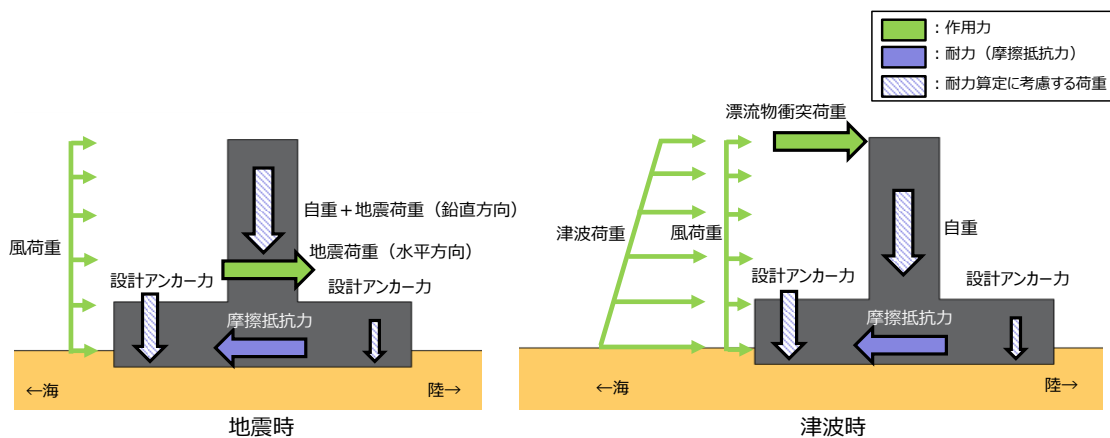 ：作用力
：耐力（摩擦抵抗力）
：耐力算定に考慮する荷重
風荷重
自重＋地震荷重（鉛直方向）
地震荷重（水平方向）
設計アンカー力
設計アンカー力
摩擦抵抗力
←海
陸→
地震時
漂流物衝突荷重
津波荷重
風荷重
自重
設計アンカー力
設計アンカー力
摩擦抵抗力
←海
陸→
津波時